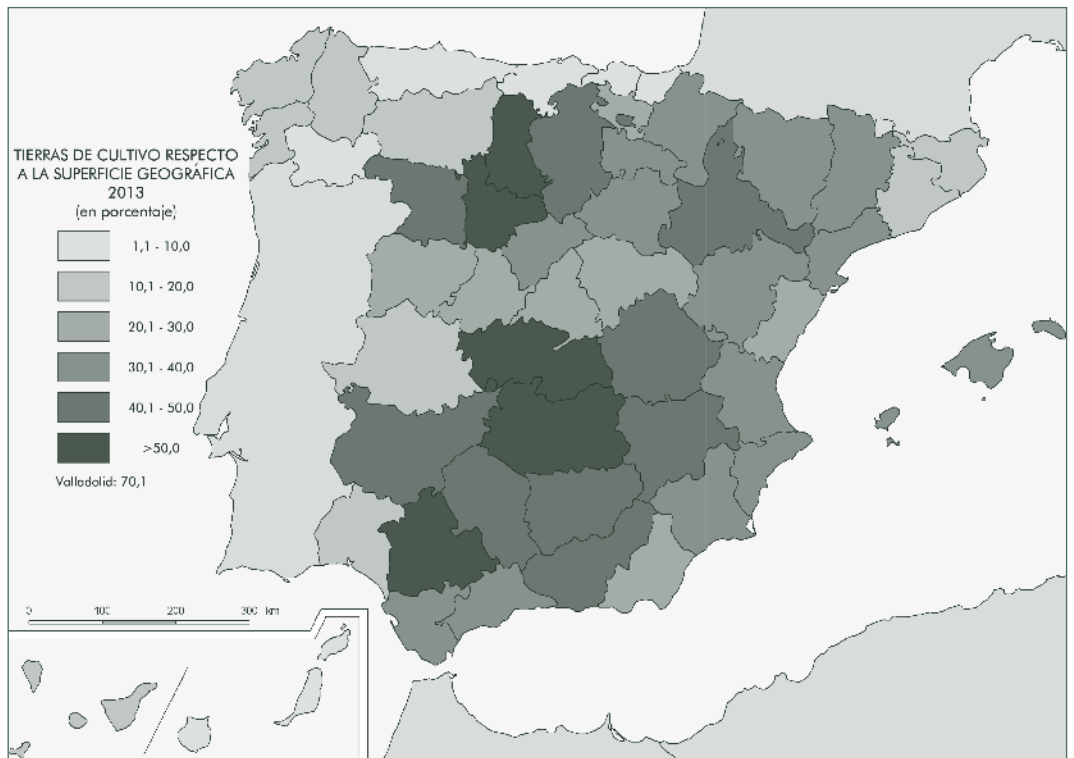 TIERRAS DE CULTIVO RESPECTO
A LA SUPERFICIE GEOGRÁFICA
2013
(en porcentaje)
1,1 - 10,0
10,1 - 20,0
20,1 - 30,0
30,1 - 40,0
40,1 - 50,0
>50,0
Valladolid: 70,1
0 100 200 300 km